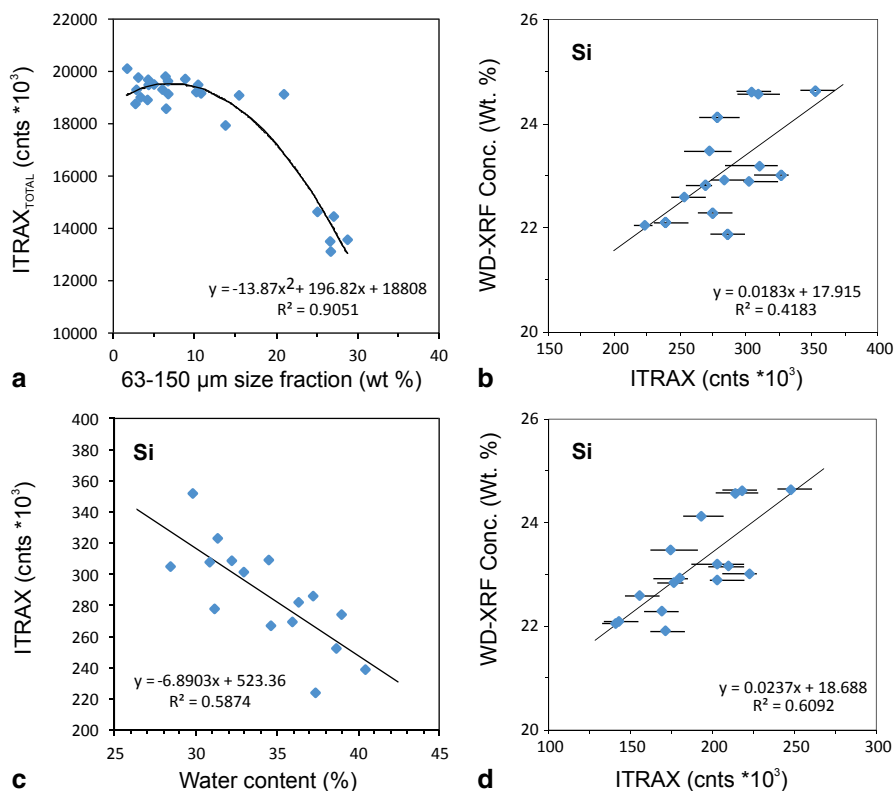 ITRAX TOTAL (cnts *10³)
20000
22000
18000
16000
14000
12000
10000
0
10
20
30
40
y = -13.87x² + 196.82x + 18808
R² = 0.9051
a
63-150 µm size fraction (wt %)
WD-XRF Conc. (Wt. %)
26
24
22
20
Si
y = 0.0183x + 17.915
R² = 0.4183
150
200
250
300
350
400
b
ITRAX (cnts *10³)
ITRAX (cnts *10³)
400
380
360
340
320
300
280
260
240
220
200
Si
y = -6.8903x + 523.36
R² = 0.5874
25
30
35
40
45
c
Water content (%)
WD-XRF Conc. (Wt. %)
26
24
22
20
Si
y = 0.0237x + 18.688
R² = 0.6092
100
150
200
250
300
d
ITRAX (cnts *10³)